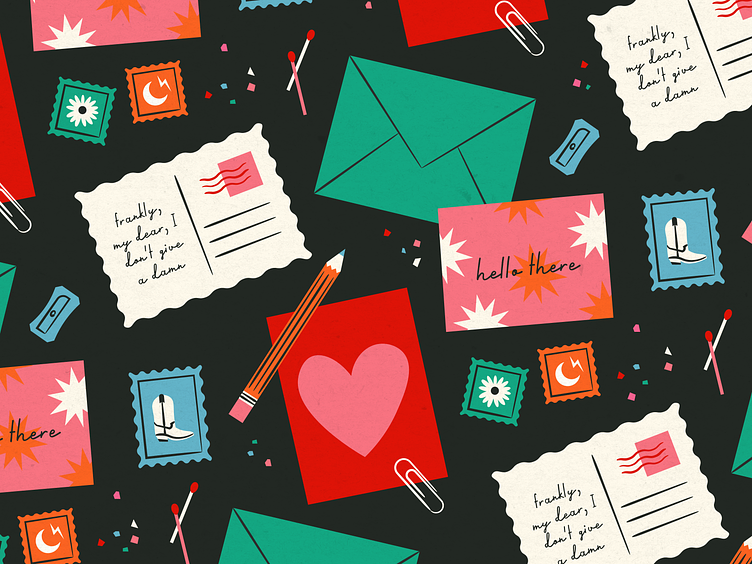 frankly,
my dear, I
don't give
a damn
frankly,
my dear, I
don't give
a damn
hello there
there
frankly,
my dear, I
don't give
a damn